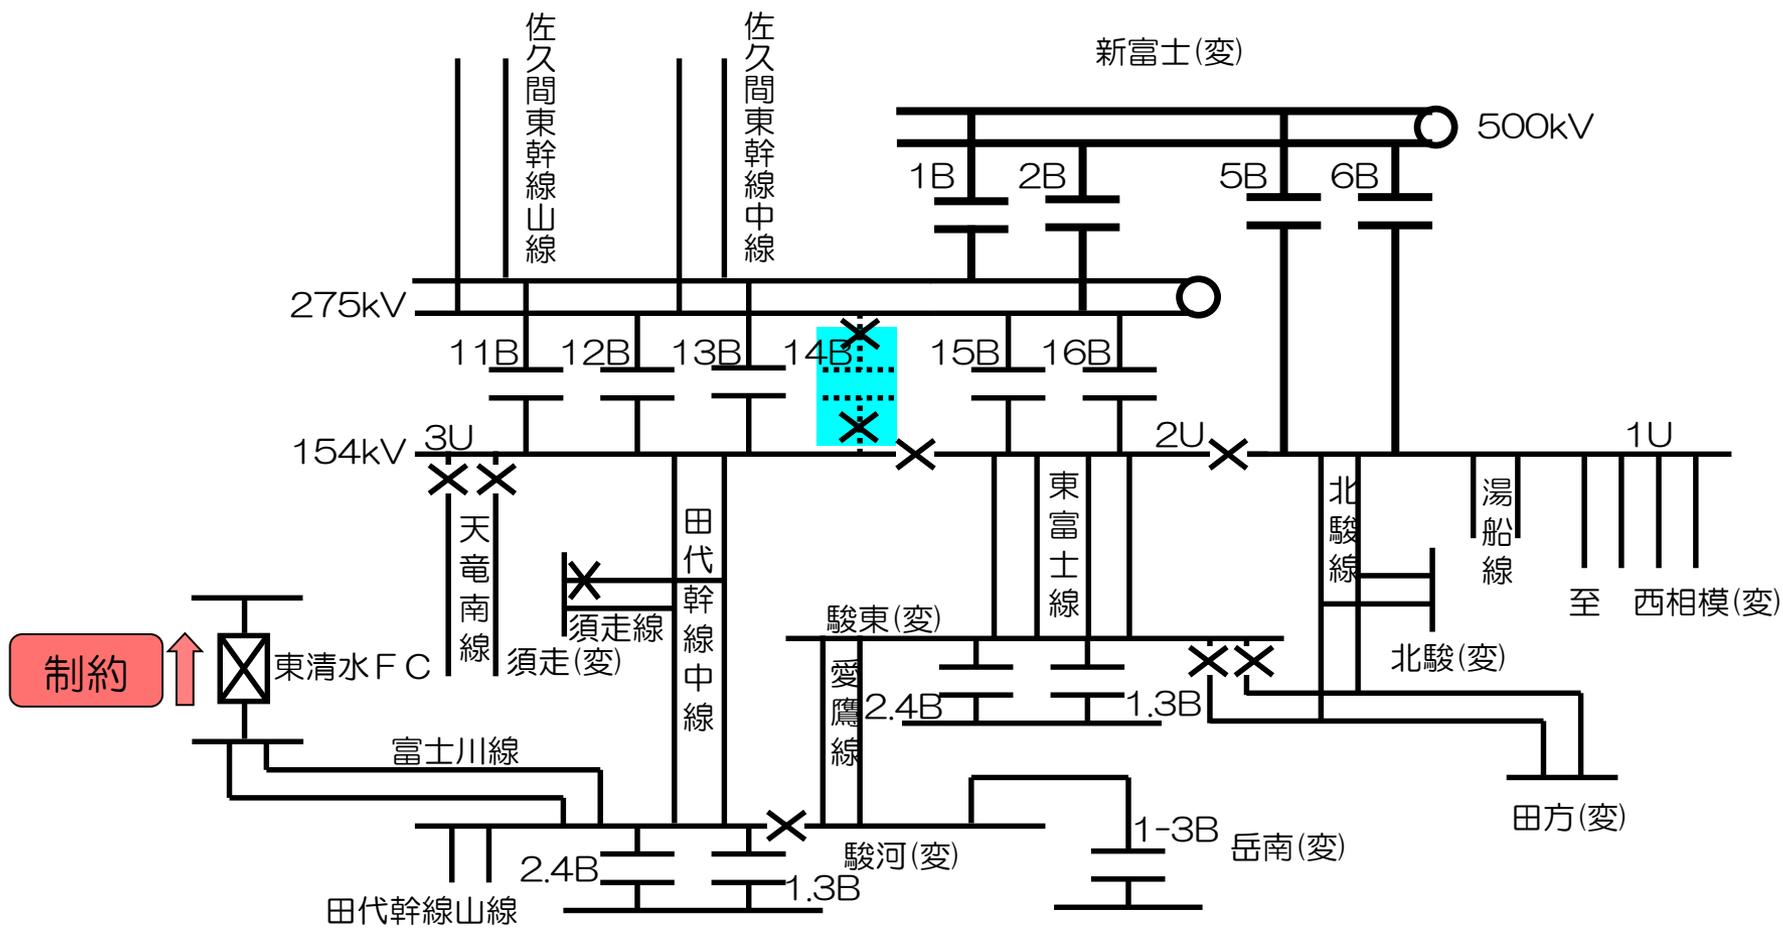 佐久間東幹線山線
佐久間東幹線中線
新富士(変)
500kV
1B
2B
5B
6B
275kV
11B
12B
13B
14B
15B
16B
154kV
3U
2U
1U
天竜南線
田代幹線中線
東富士線
北駿線
湯船線
至 西相模(変)
須走線
須走(変)
駿東(変)
北駿(変)
制約
東清水FC
愛鷹線
2.4B
1.3B
富士川線
田方(変)
1-3B
岳南(変)
駿河(変)
2.4B
1.3B
田代幹線山線